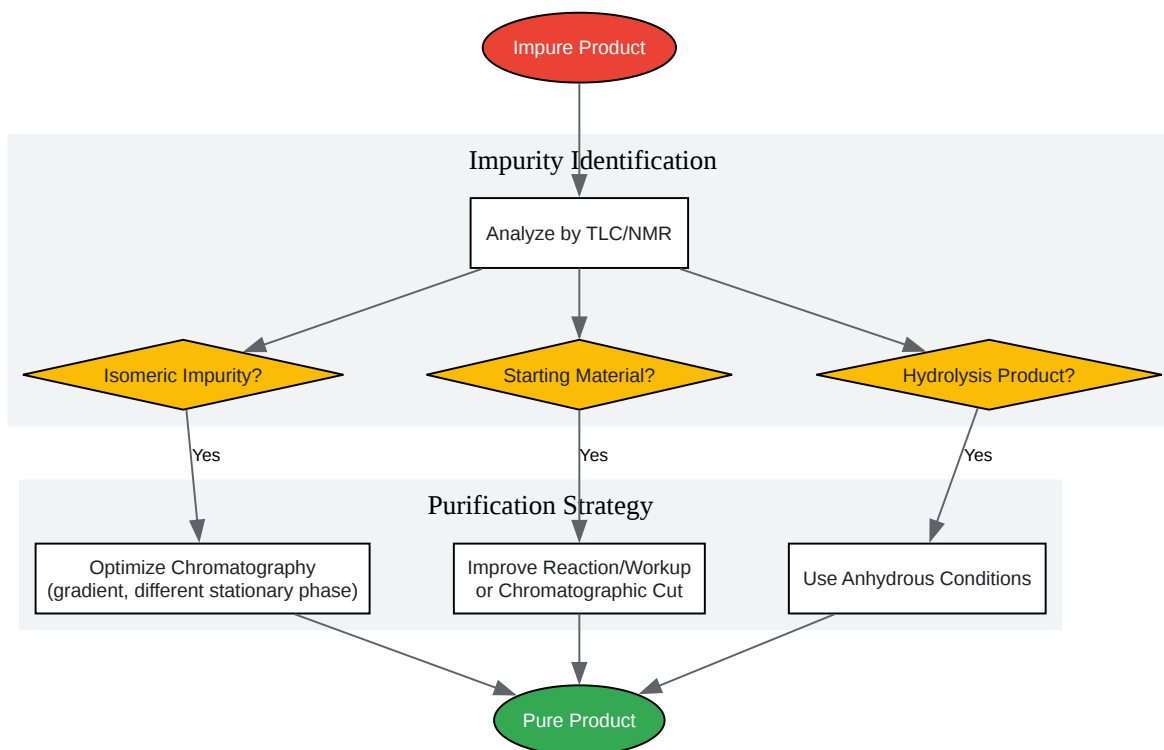 Impure Product
Impurity Identification
Analyze by TLC/NMR
Isomeric Impurity?
Starting Material?
Hydrolysis Product?
Yes
Yes
Yes
Purification Strategy
Optimize Chromatography
(gradient, different stationary phase)
Improve Reaction/Workup
or Chromatographic Cut
Use Anhydrous Conditions
Pure Product